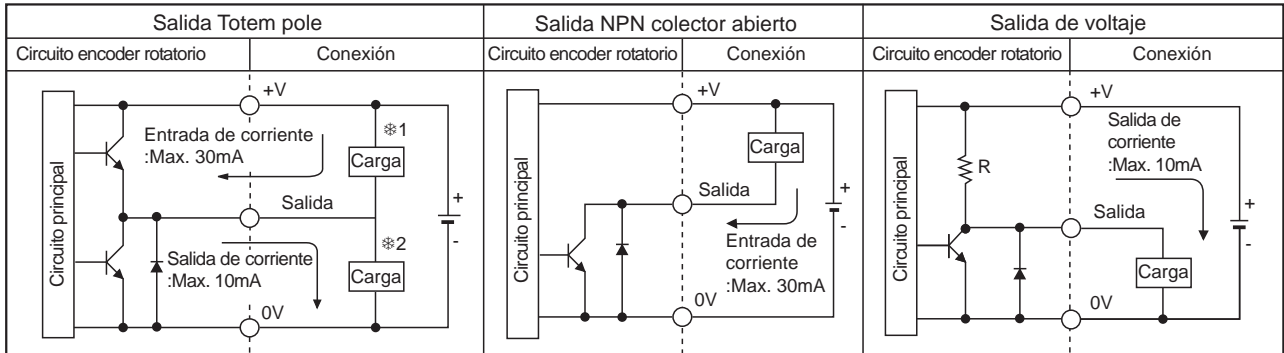 Salida Totem pole
Circuito encoder rotatorio
Conexión
Circuito principal
+V
Entrada de corriente
:Max. 30mA
❇1
Carga
Salida
Salida de corriente
:Max. 10mA
❇2
Carga
0V
+
-
Salida NPN colector abierto
Circuito encoder rotatorio
Conexión
Circuito principal
+V
Carga
Salida
Entrada de
corriente
:Max. 30mA
0V
+
-
Salida de voltaje
Circuito encoder rotatorio
Conexión
Circuito principal
+V
R
Salida de
corriente
:Max. 10mA
Salida
Carga
0V
+
-